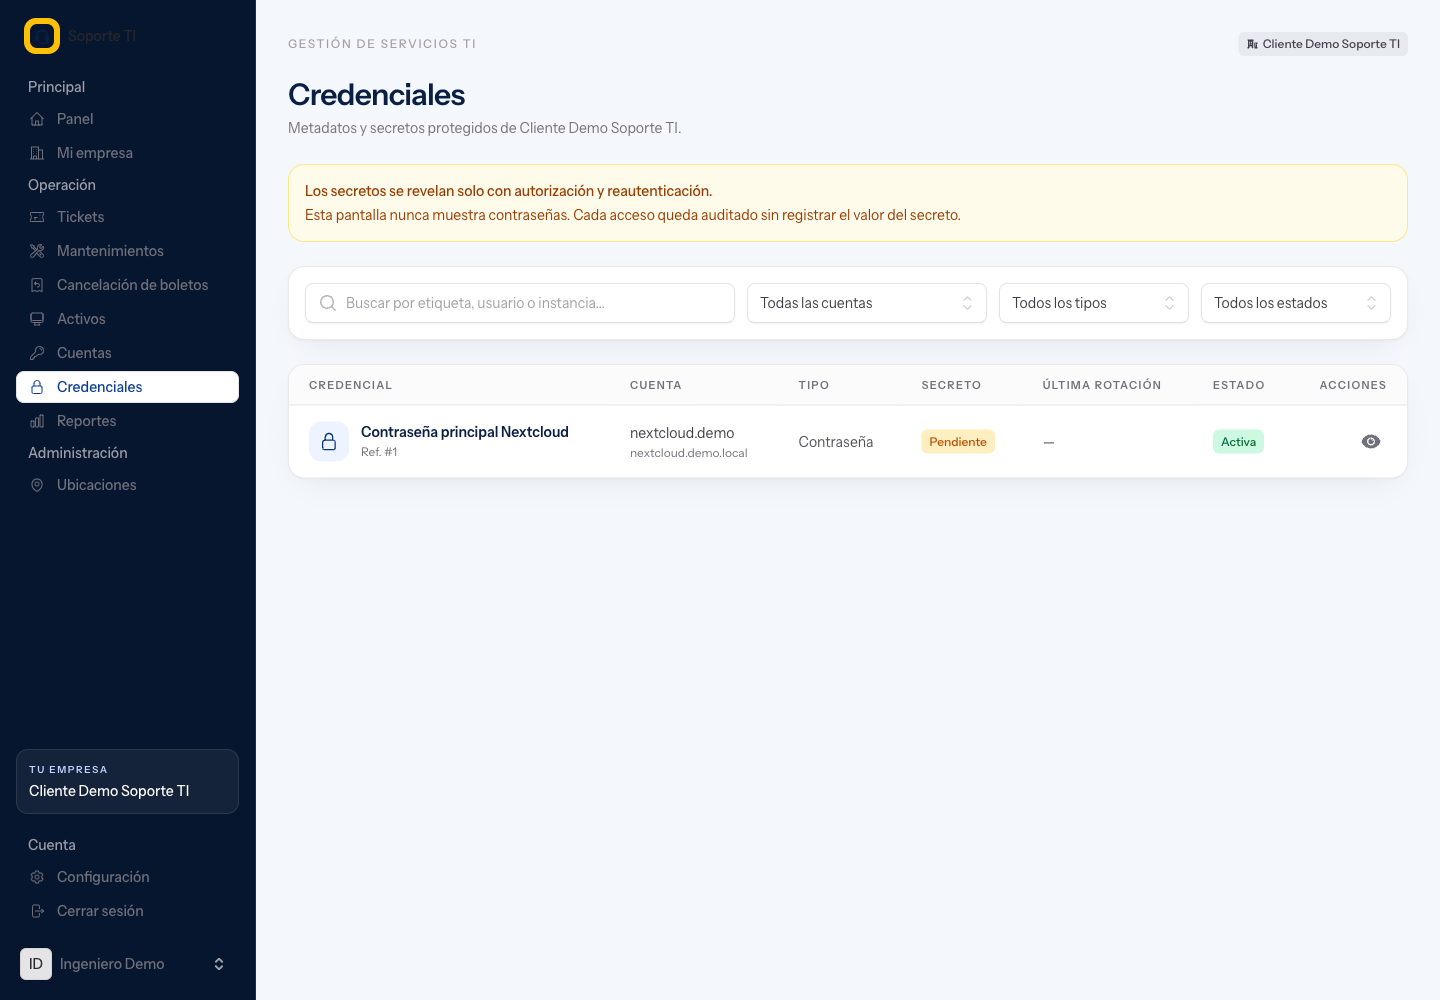 Soporte TI
Principal
Panel
Mi empresa
Operación
Tickets
Mantenimientos
Cancelación de boletos
Activos
Cuentas
Credenciales
Reportes
Administración
Ubicaciones
TU EMPRESA
Cliente Demo Soporte TI
Cuenta
Configuración
Cerrar sesión
ID Ingeniero Demo
GESTIÓN DE SERVICIOS TI
Cliente Demo Soporte TI
Credenciales
Metadatos y secretos protegidos de Cliente Demo Soporte TI.
Los secretos se revelan solo con autorización y reautenticación.
Esta pantalla nunca muestra contraseñas. Cada acceso queda auditado sin registrar el valor del secreto.
Buscar por etiqueta, usuario o instancia... Todas las cuentas Todos los tipos Todos los estados
CREDENCIAL CUENTA TIPO SECRETO ÚLTIMA ROTACIÓN ESTADO ACCIONES
Contraseña principal Nextcloud nextcloud.demo Contraseña Pendiente — Activa
Ref. #1 nextcloud.demo.local